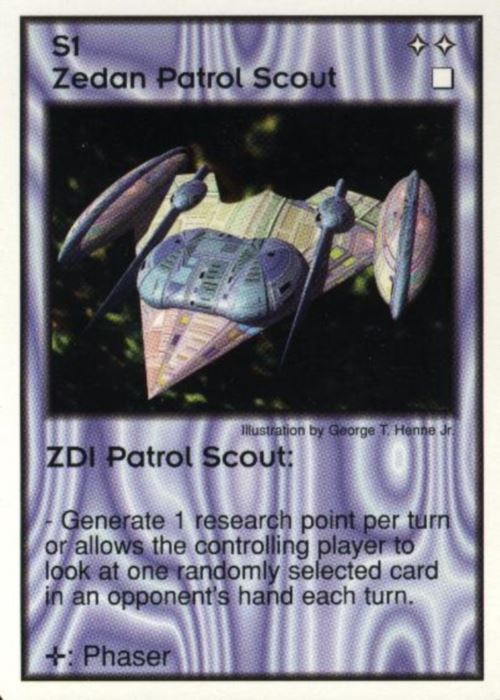 S1
Zedan Patrol Scout
Illustration by George T. Henne Jr.
ZDI Patrol Scout:
- Generate 1 research point per turn
or allows the controlling player to
look at one randomly selected card
in an opponent's hand each turn.
: Phaser